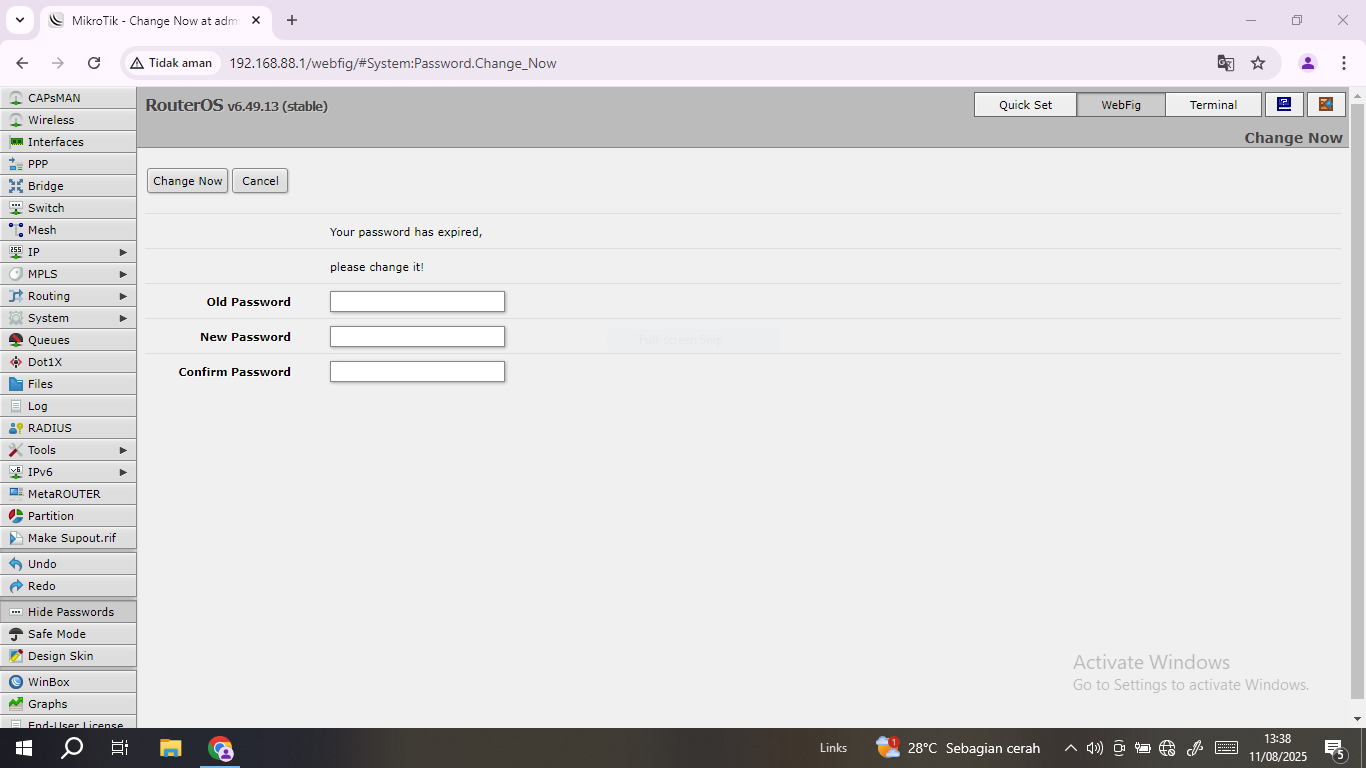 MikroTik - Change Now at adm
Tidak aman
192.168.88.1/webfig/#System:Password.Change_Now
CAPsMAN
Wireless
Interfaces
PPP
Bridge
Switch
Mesh
IP
MPLS
Routing
System
Queues
Dot1X
Files
Log
RADIUS
Tools
IPv6
MetaROUTER
Partition
Make Supout.rif
Undo
Redo
Hide Passwords
Safe Mode
Design Skin
WinBox
Graphs
End-User License
RouterOS v6.49.13 (stable)
Quick Set
WebFig
Terminal
Change Now
Change Now
Cancel
Your password has expired,
please change it!
Old Password
New Password
Confirm Password
Full-screen Snip
Activate Windows
Go to Settings to activate Windows.
Links
1
28°C Sebagian cerah
13:38
11/08/2025
5